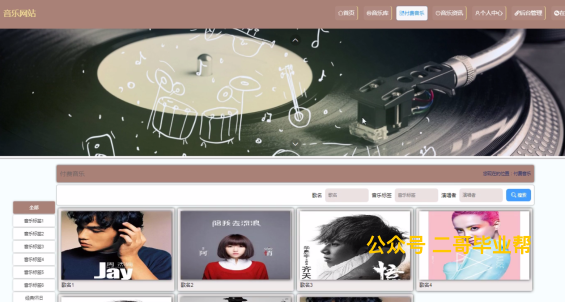 音乐网站
首页 音乐库 付费音乐 音乐资讯 个人中心 后台管理
付费音乐
您现在的位置：付费音乐
歌名 歌名 音乐标签 音乐标签 演唱者 演唱者 搜索
全部
音乐标签1
音乐标签2
音乐标签3
音乐标签4
音乐标签5
音乐标签6
经典怀旧
Jay
陪我去流浪
阿肖
齐天
悟
公众号 二哥毕业帮
歌名1
歌名2
歌名3
歌名4